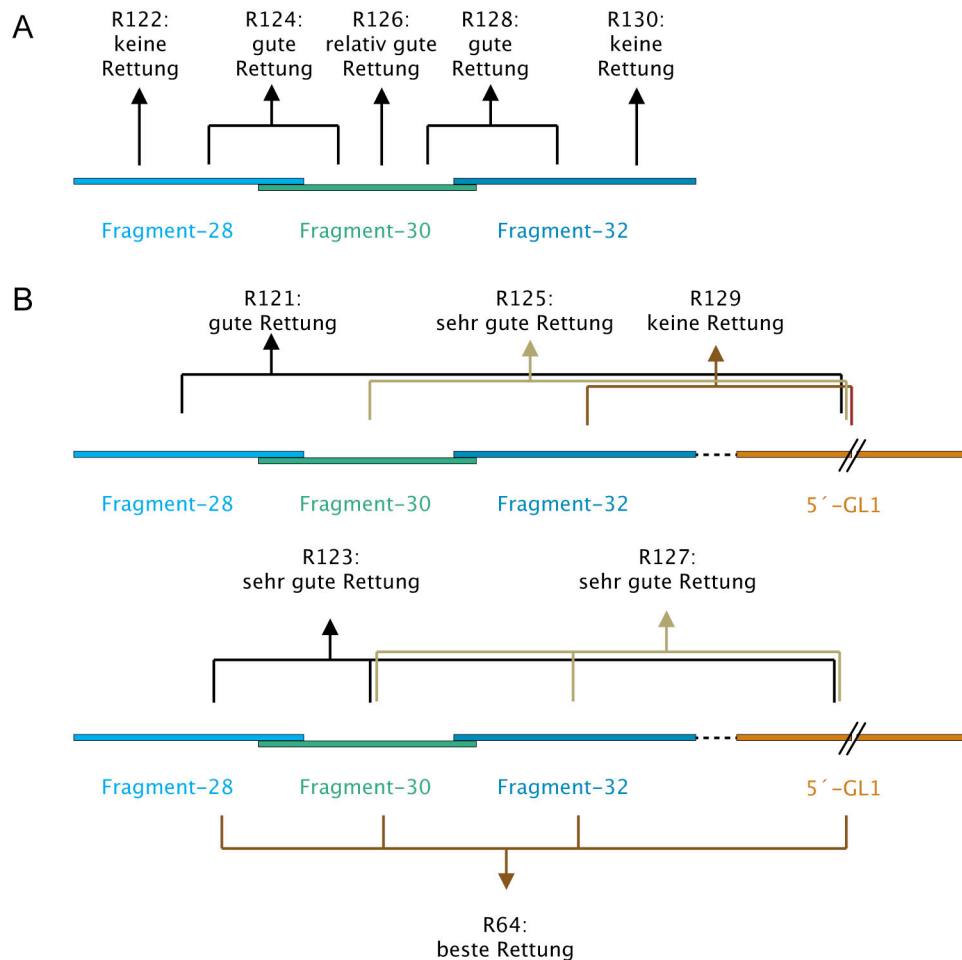 A
R122:
keine
Rettung
R124:
gute
Rettung
R126:
relativ gute
Rettung
R128:
gute
Rettung
R130:
keine
Rettung
Fragment-28
Fragment-30
Fragment-32
B
R121:
gute Rettung
R125:
sehr gute Rettung
R129
keine Rettung
Fragment-28
Fragment-30
Fragment-32
5´-GL1
R123:
sehr gute Rettung
R127:
sehr gute Rettung
Fragment-28
Fragment-30
Fragment-32
5´-GL1
R64:
beste Rettung